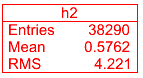 h2
Entries 38290
Mean 0.5762
RMS 4.221